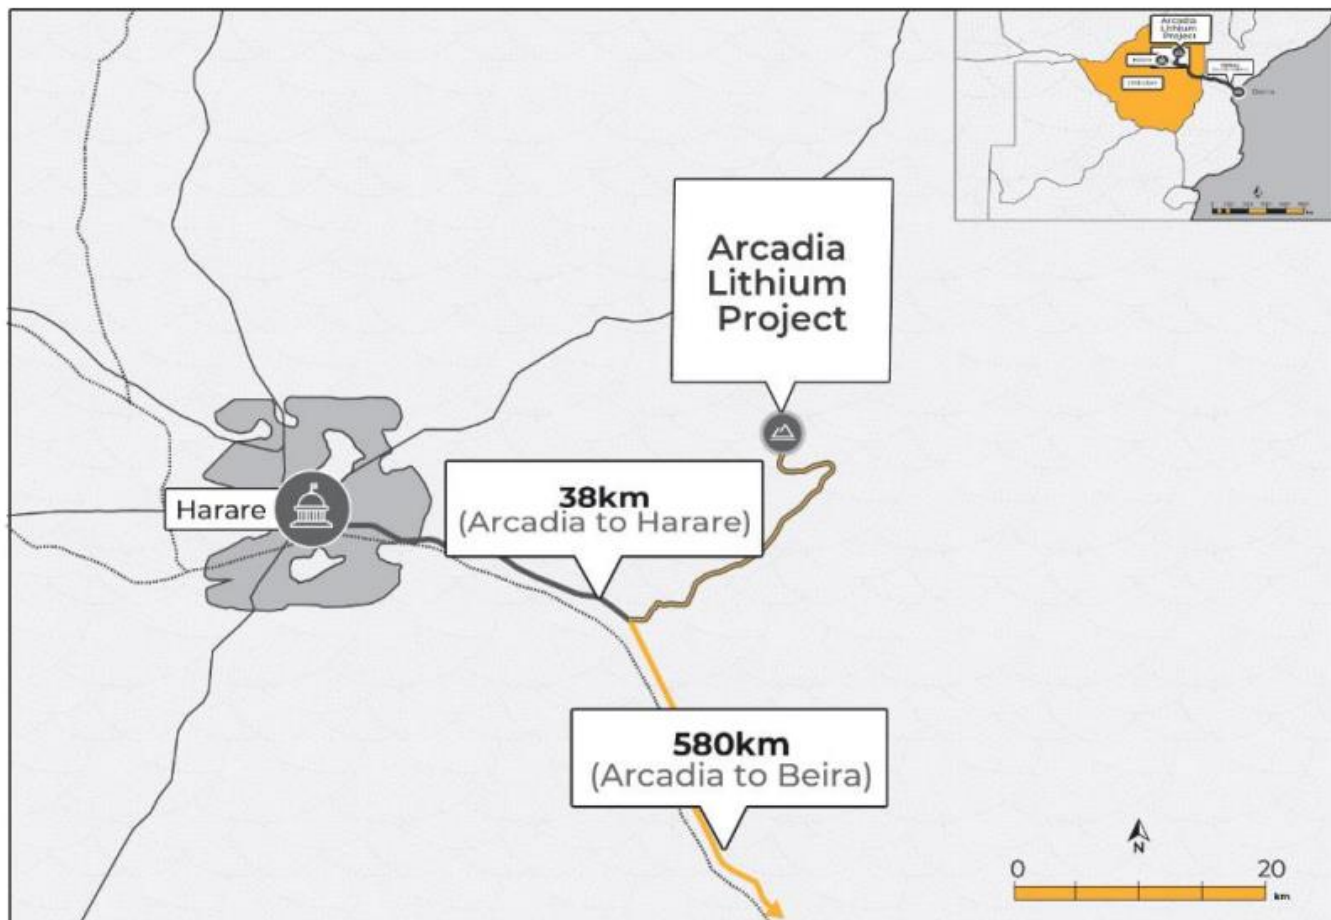 Arcadia
Lithium
Project
Beira
Arcadia
Lithium
Project
38km
(Arcadia to Harare)
Harare
580km
(Arcadia to Beira)
N
0
20
km